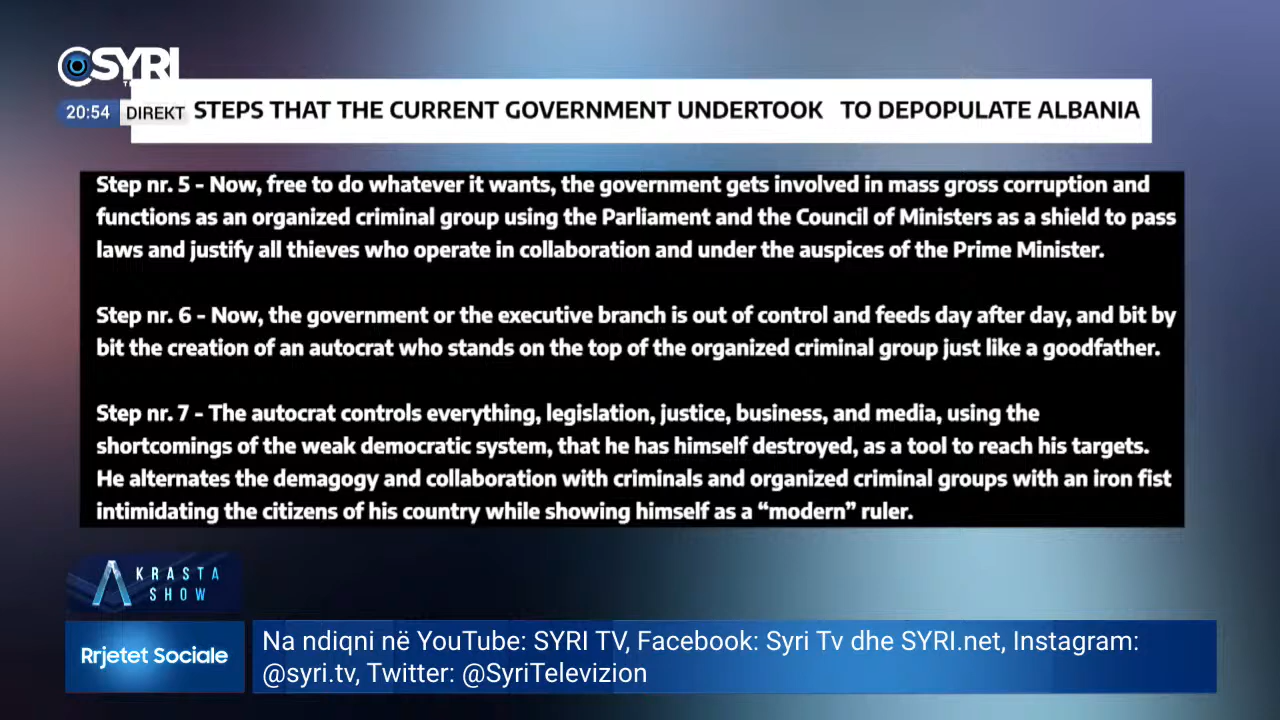 SYRI
20:54 DIREKT STEPS THAT THE CURRENT GOVERNMENT UNDERTOOK TO DEPOPULATE ALBANIA
Step nr. 5 - Now, free to do whatever it wants, the government gets involved in mass gross corruption and
functions as an organized criminal group using the Parliament and the Council of Ministers as a shield to pass
laws and justify all thieves who operate in collaboration and under the auspices of the Prime Minister.
Step nr. 6 - Now, the government or the executive branch is out of control and feeds day after day, and bit by
bit the creation of an autocrat who stands on the top of the organized criminal group just like a goodfather.
Step nr. 7 - The autocrat controls everything, legislation, justice, business, and media, using the
shortcomings of the weak democratic system, that he has himself destroyed, as a tool to reach his targets.
He alternates the demagogy and collaboration with criminals and organized criminal groups with an iron fist
intimidating the citizens of his country while showing himself as a “modern” ruler.
KRASTA
SHOW
Rrjetet Sociale
Na ndiqni në YouTube: SYRI TV, Facebook: Syri Tv dhe SYRI.net, Instagram:
@syri.tv, Twitter: @SyriTelevizion